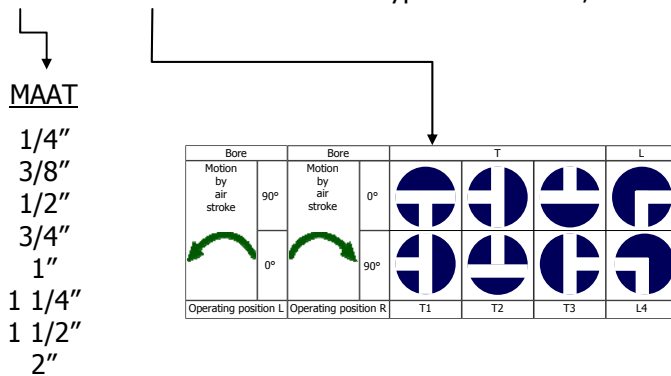 MAAT
1/4"
3/8"
1/2"
3/4"
1"
1 1/4"
1 1/2"
2"
Bore Bore T L
Motion by air stroke 90° Motion by air stroke 0°
0° 90°
Operating position L Operating position R T1 T2 T3 L4